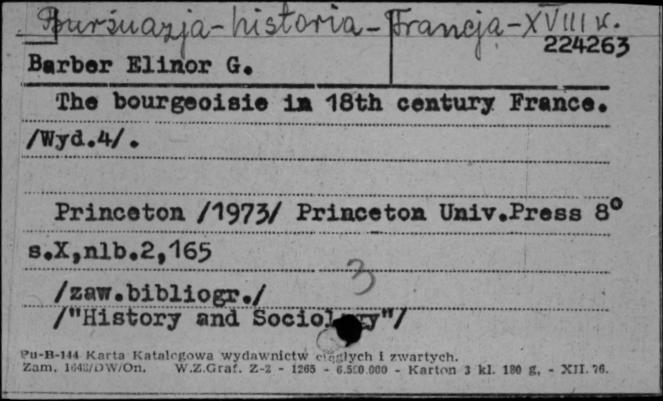 Burżuazja - historia - Francja - XVIII w.
224263
Barber Elinor G.
The bourgeoisie in 18th century France.
/Wyd.4/.
Princeton /1973/ Princeton Univ.Press 8°
s.X,nlb.2,165
3
/zaw.bibliogr./
/"History and Sociology"/
Pu-B-144 Karta Katalogowa wydawnictw ciągłych i zwartych.
Zam. 1648/DW/On. W.Z.Graf. Z-2 - 1265 - 6.500.000 - Karton 3 kl. 180 g, - XII.76.